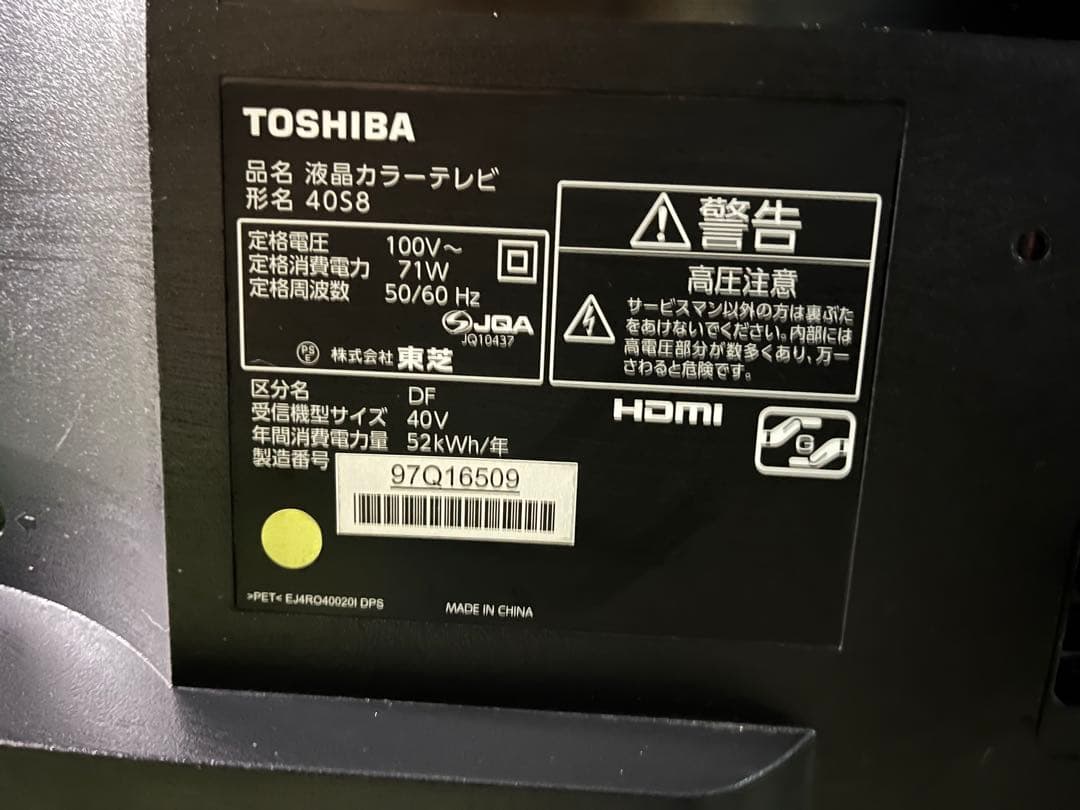 TOSHIBA
品名 液晶カラーテレビ
形名 40S8
定格電圧 100V～
定格消費電力 71W
定格周波数 50/60 Hz
JQA
JQ10437
PS
E
株式会社 東芝
区分名 DF
受信機型サイズ 40V
年間消費電力量 52kWh/年
製造番号
97Q16509
>PET< EJ4RO40020I DPS
MADE IN CHINA
警告
高圧注意
サービスマン以外の方は裏ぶた
をあけないでください。内部には
高電圧部分が数多くあり、万一
さわると危険です。
HDMI
G